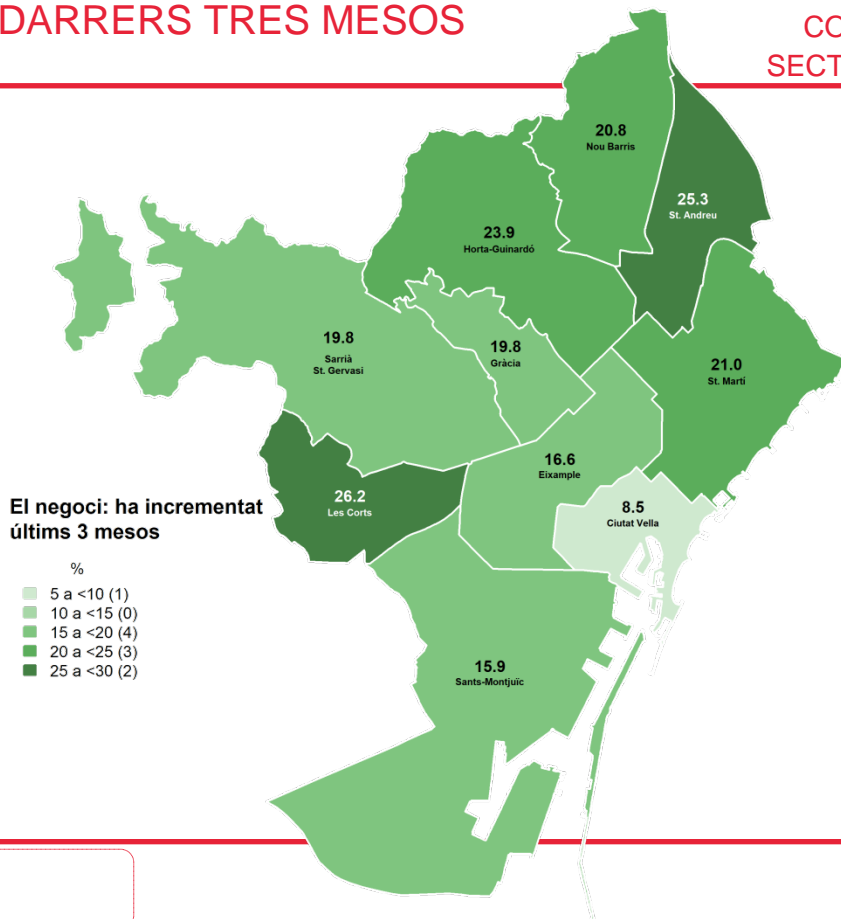 DARRERS TRES MESOS
CO
SECT
20.8
Nou Barris
25.3
St. Andreu
23.9
Horta-Guinardó
19.8
Sarrià
St. Gervasi
19.8
Gràcia
21.0
St. Martí
16.6
Eixample
26.2
Les Corts
8.5
Ciutat Vella
15.9
Sants-Montjuïc
El negoci: ha incrementat
últims 3 mesos
%
5 a <10 (1)
10 a <15 (0)
15 a <20 (4)
20 a <25 (3)
25 a <30 (2)